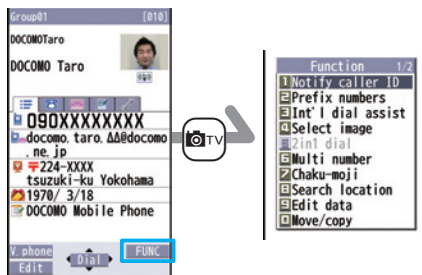 Group01 [010]
DOCOMOTaro
DOCOMO Taro
090XXXXXXXX
docomo.taro.ΔΔ@docomo
.ne.jp
〒224-XXXX
tsuzuki-ku Yokohama
1970/ 3/18
DOCOMO Mobile Phone
V.phone Dial FUNC
Edit
TV
Function 1/2
1 Notify caller ID
2 Prefix numbers
3 Int'l dial assist
4 Select image
5 2in1 dial
6 Multi number
7 Chaku-moji
8 Search location
9 Edit data
0 Move/copy